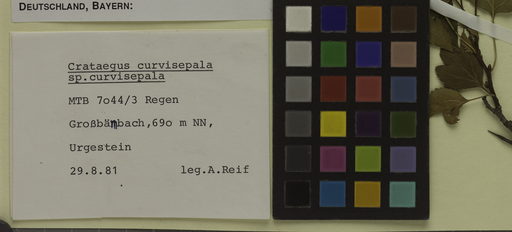 DEUTSCHLAND, BAYERN:
Crataegus curvisepala
sp.curvisepala
MTB 7o44/3 Regen
Großbärnbach,69o m NN,
Urgestein
29.8.81 leg.A.Reif